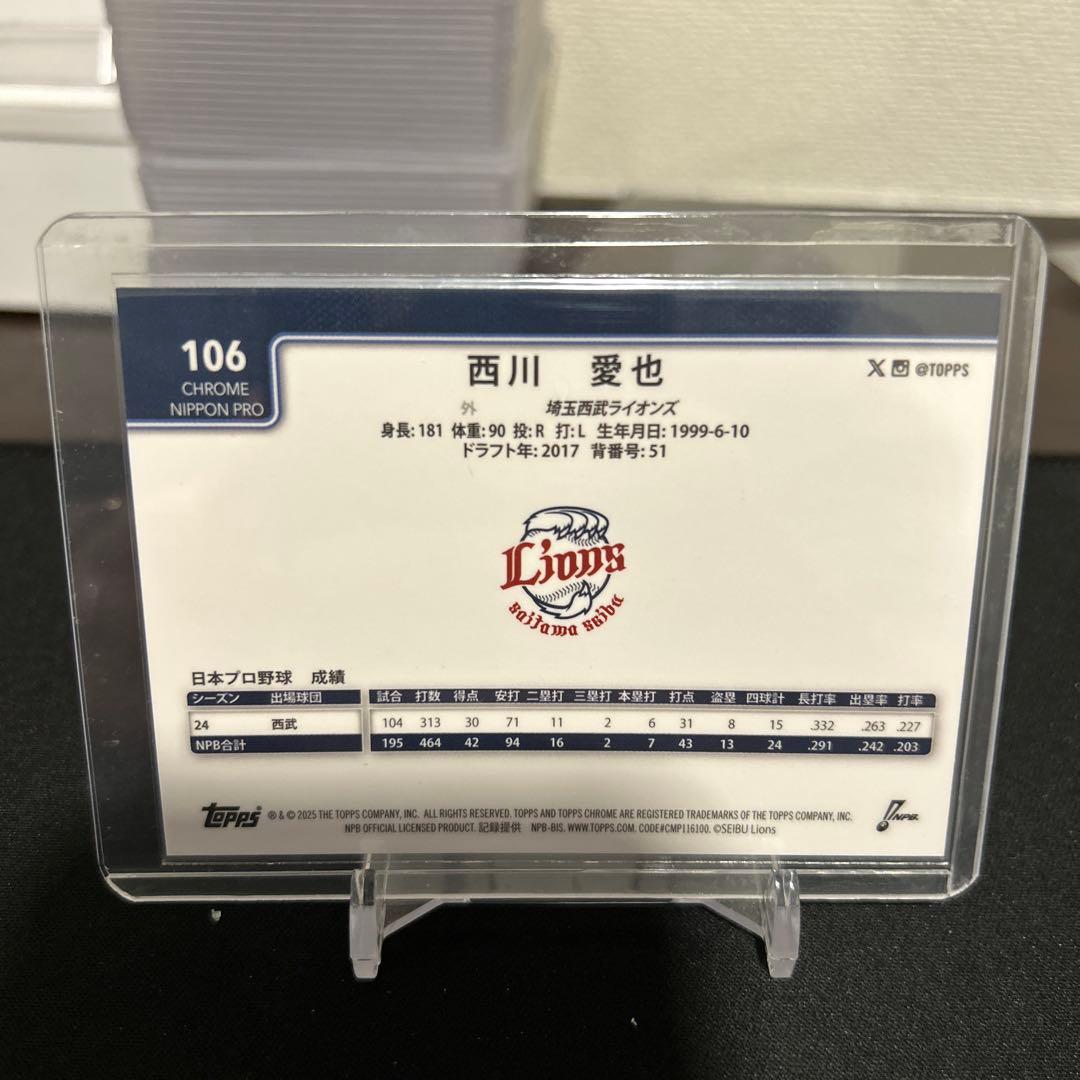 106
CHROME
NIPPON PRO
西川 愛也
@TOPPS
外 埼玉西武ライオンズ
身長: 181 体重: 90 投: R 打: L 生年月日: 1999-6-10
ドラフト年: 2017 背番号: 51
Lions
saitama seibu
日本プロ野球 成績
シーズン 出場球団 試合 打数 得点 安打 二塁打 三塁打 本塁打 打点 盗塁 四球計 長打率 出塁率 打率
24 西武 104 313 30 71 11 2 6 31 8 15 .332 .263 .227
NPB合計 195 464 42 94 16 2 7 43 13 24 .291 .242 .203
Topps ® & © 2025 THE TOPPS COMPANY, INC. ALL RIGHTS RESERVED. TOPPS AND TOPPS CHROME ARE REGISTERED TRADEMARKS OF THE TOPPS COMPANY, INC.
NPB OFFICIAL LICENSED PRODUCT. 記録提供 NPB-BIS. WWW.TOPPS.COM. CODE#CMP116100. ©SEIBU Lions
NPB